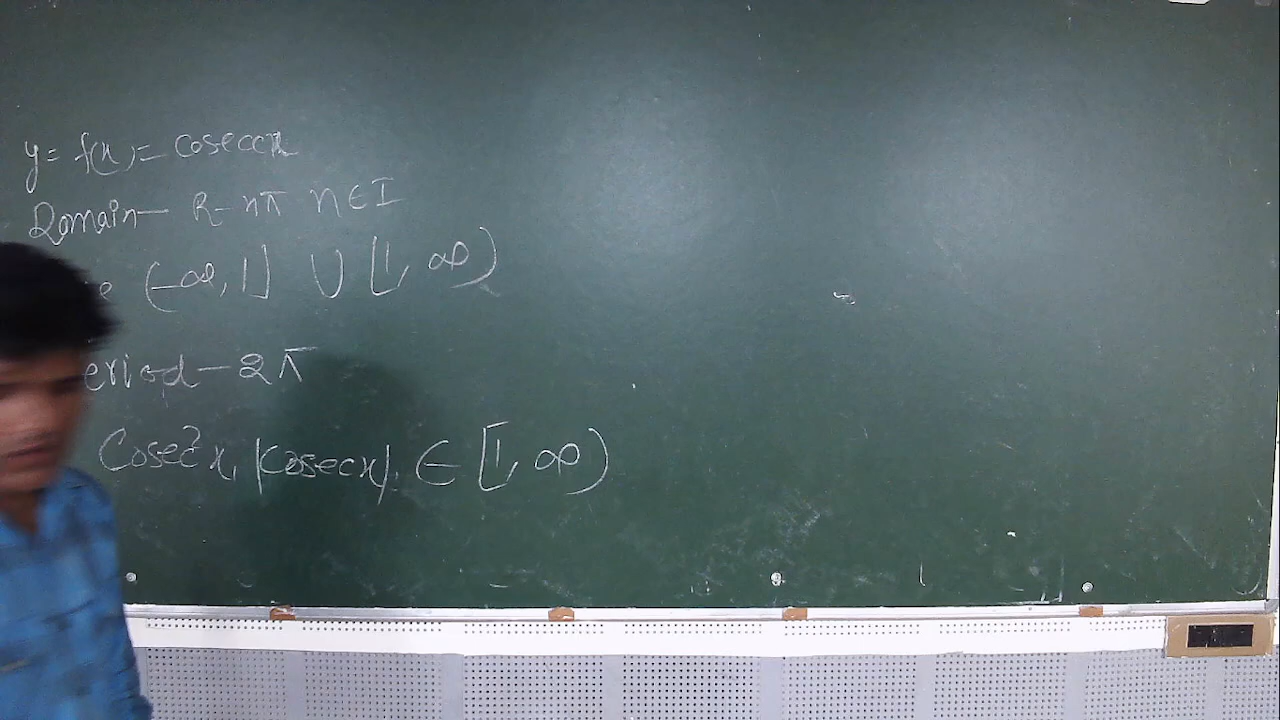 y = f(x) = cosecx
Domain - R - nπ n ∈ I
e (-∞, 1] ∪ [1, ∞)
eriod - 2π
Cosec²x, |cosecx|, ∈ [1, ∞)